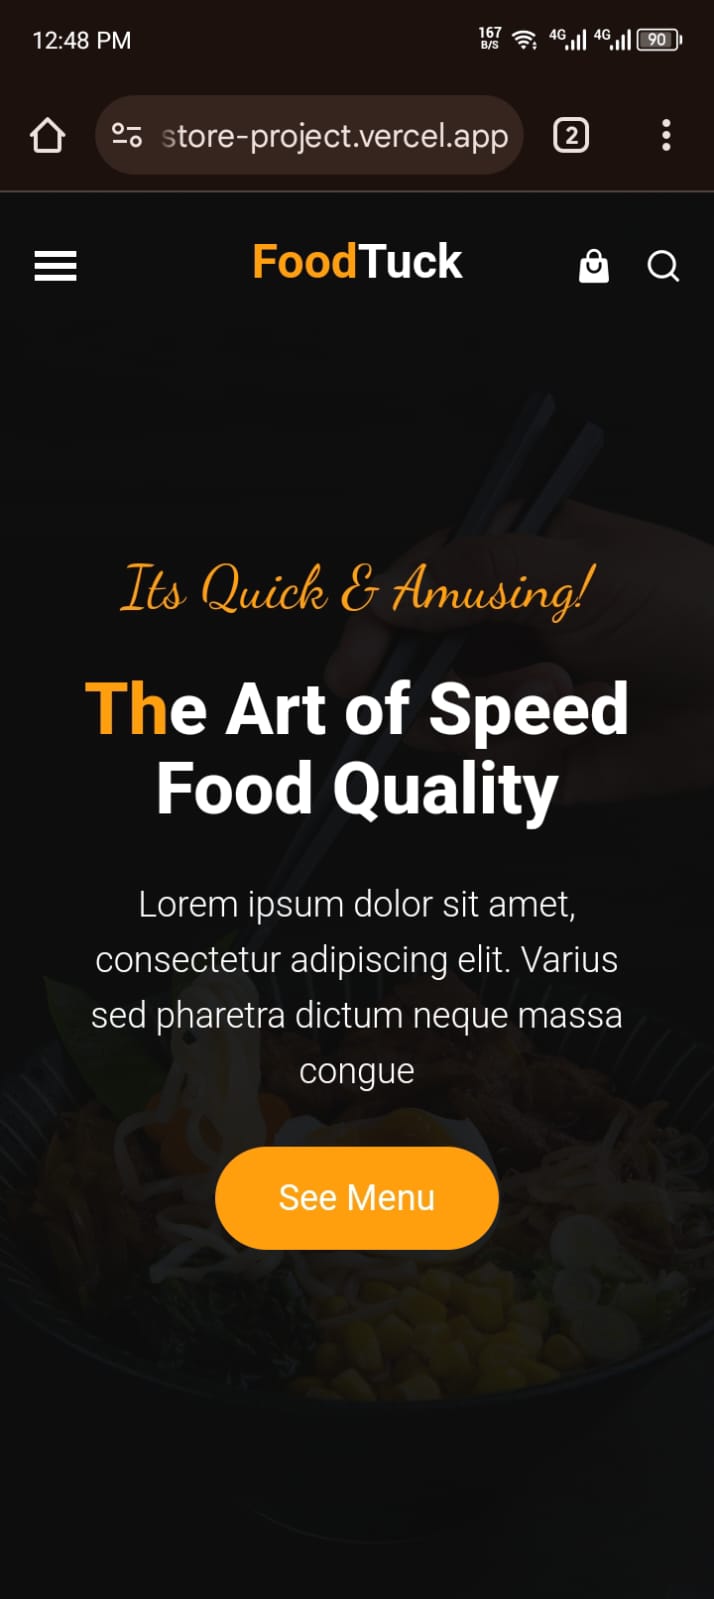 12:48 PM
167
B/S
4G
4G
90
store-project.vercel.app
2
FoodTuck
Its Quick & Amusing!
The Art of Speed
Food Quality
Lorem ipsum dolor sit amet,
consectetur adipiscing elit. Varius
sed pharetra dictum neque massa
congue
See Menu